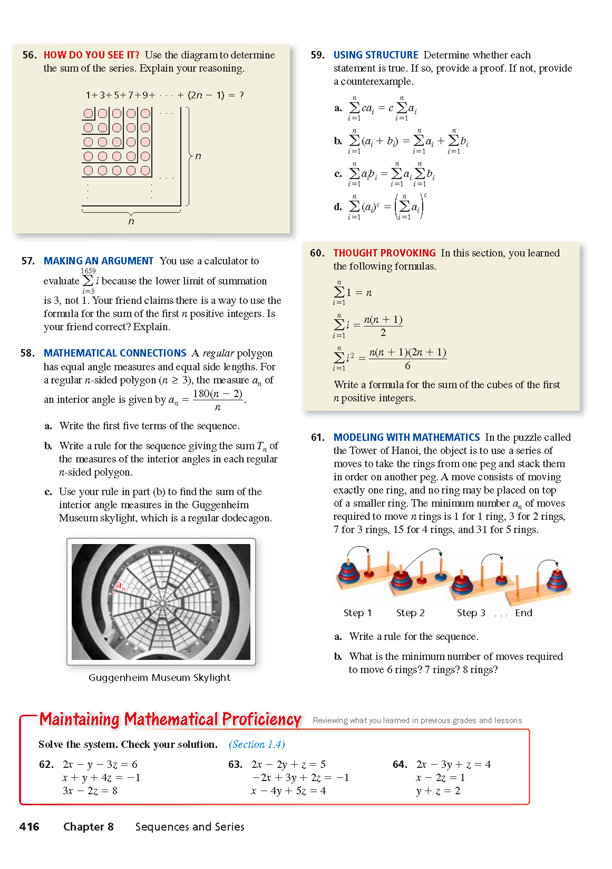 56. HOW DO YOU SEE IT? Use the diagram to determine
the sum of the series. Explain your reasoning.
1 + 3 + 5 + 7 + 9 + · · · + (2n − 1) = ?
. . .
n
. . .
n
57. MAKING AN ARGUMENT You use a calculator to
evaluate \sum_{i=3}^{1659} i because the lower limit of summation
is 3, not 1. Your friend claims there is a way to use the
formula for the sum of the first n positive integers. Is
your friend correct? Explain.
58. MATHEMATICAL CONNECTIONS A regular polygon
has equal angle measures and equal side lengths. For
a regular n-sided polygon (n ≥ 3), the measure aₙ of
an interior angle is given by aₙ = \frac{180(n − 2)}{n}.
a. Write the first five terms of the sequence.
b. Write a rule for the sequence giving the sum Tₙ of
the measures of the interior angles in each regular
n-sided polygon.
c. Use your rule in part (b) to find the sum of the
interior angle measures in the Guggenheim
Museum skylight, which is a regular dodecagon.
aₙ
Guggenheim Museum Skylight
59. USING STRUCTURE Determine whether each
statement is true. If so, provide a proof. If not, provide
a counterexample.
a. \sum_{i=1}^{n} ca_i = c \sum_{i=1}^{n} a_i
b. \sum_{i=1}^{n} (a_i + b_i) = \sum_{i=1}^{n} a_i + \sum_{i=1}^{n} b_i
c. \sum_{i=1}^{n} a_i b_i = \sum_{i=1}^{n} a_i \sum_{i=1}^{n} b_i
d. \sum_{i=1}^{n} (a_i)^c = \left(\sum_{i=1}^{n} a_i\right)^c
60. THOUGHT PROVOKING In this section, you learned
the following formulas.
\sum_{i=1}^{n} 1 = n
\sum_{i=1}^{n} i = \frac{n(n + 1)}{2}
\sum_{i=1}^{n} i^2 = \frac{n(n + 1)(2n + 1)}{6}
Write a formula for the sum of the cubes of the first
n positive integers.
61. MODELING WITH MATHEMATICS In the puzzle called
the Tower of Hanoi, the object is to use a series of
moves to take the rings from one peg and stack them
in order on another peg. A move consists of moving
exactly one ring, and no ring may be placed on top
of a smaller ring. The minimum number aₙ of moves
required to move n rings is 1 for 1 ring, 3 for 2 rings,
7 for 3 rings, 15 for 4 rings, and 31 for 5 rings.
Step 1 Step 2 Step 3 . . . End
a. Write a rule for the sequence.
b. What is the minimum number of moves required
to move 6 rings? 7 rings? 8 rings?
Maintaining Mathematical Proficiency Reviewing what you learned in previous grades and lessons
Solve the system. Check your solution. (Section 1.4)
62. 2x − y − 3z = 6
x + y + 4z = −1
3x − 2z = 8
63. 2x − 2y + z = 5
−2x + 3y + 2z = −1
x − 4y + 5z = 4
64. 2x − 3y + z = 4
x − 2z = 1
y + z = 2
416 Chapter 8 Sequences and Series